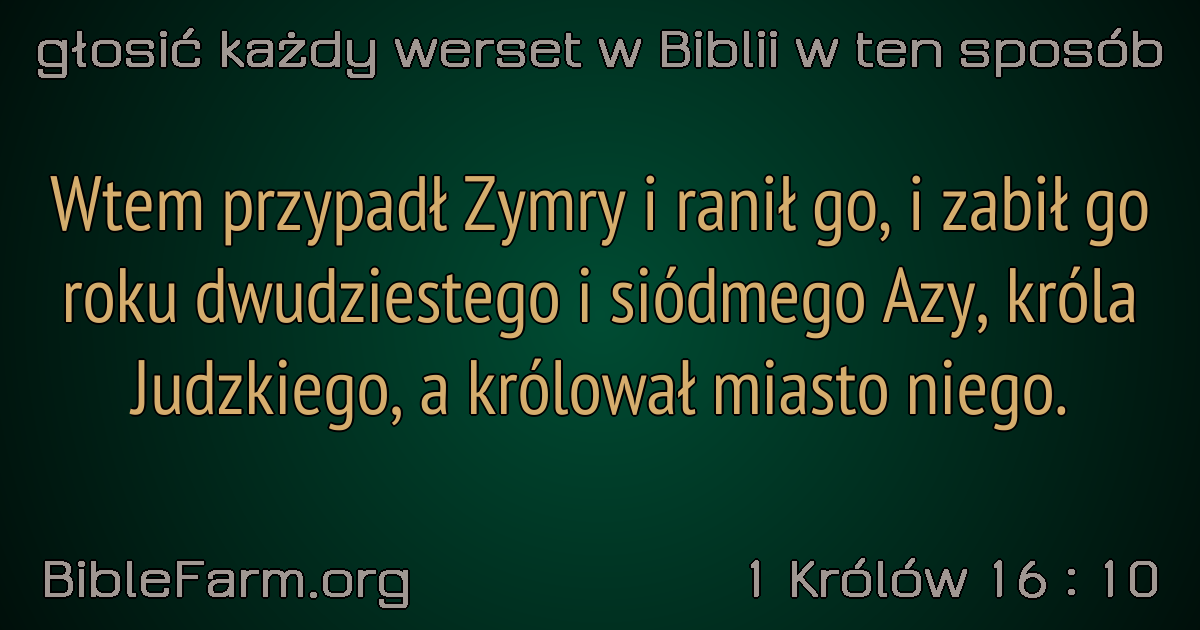 głosić każdy werset w Biblii w ten sposób
Wtem przypadł Zymry i ranił go, i zabił go
roku dwudziestego i siódmego Azy, króla
Judzkiego, a królował miasto niego.
BibleFarm.org
1 Królów 16 : 10